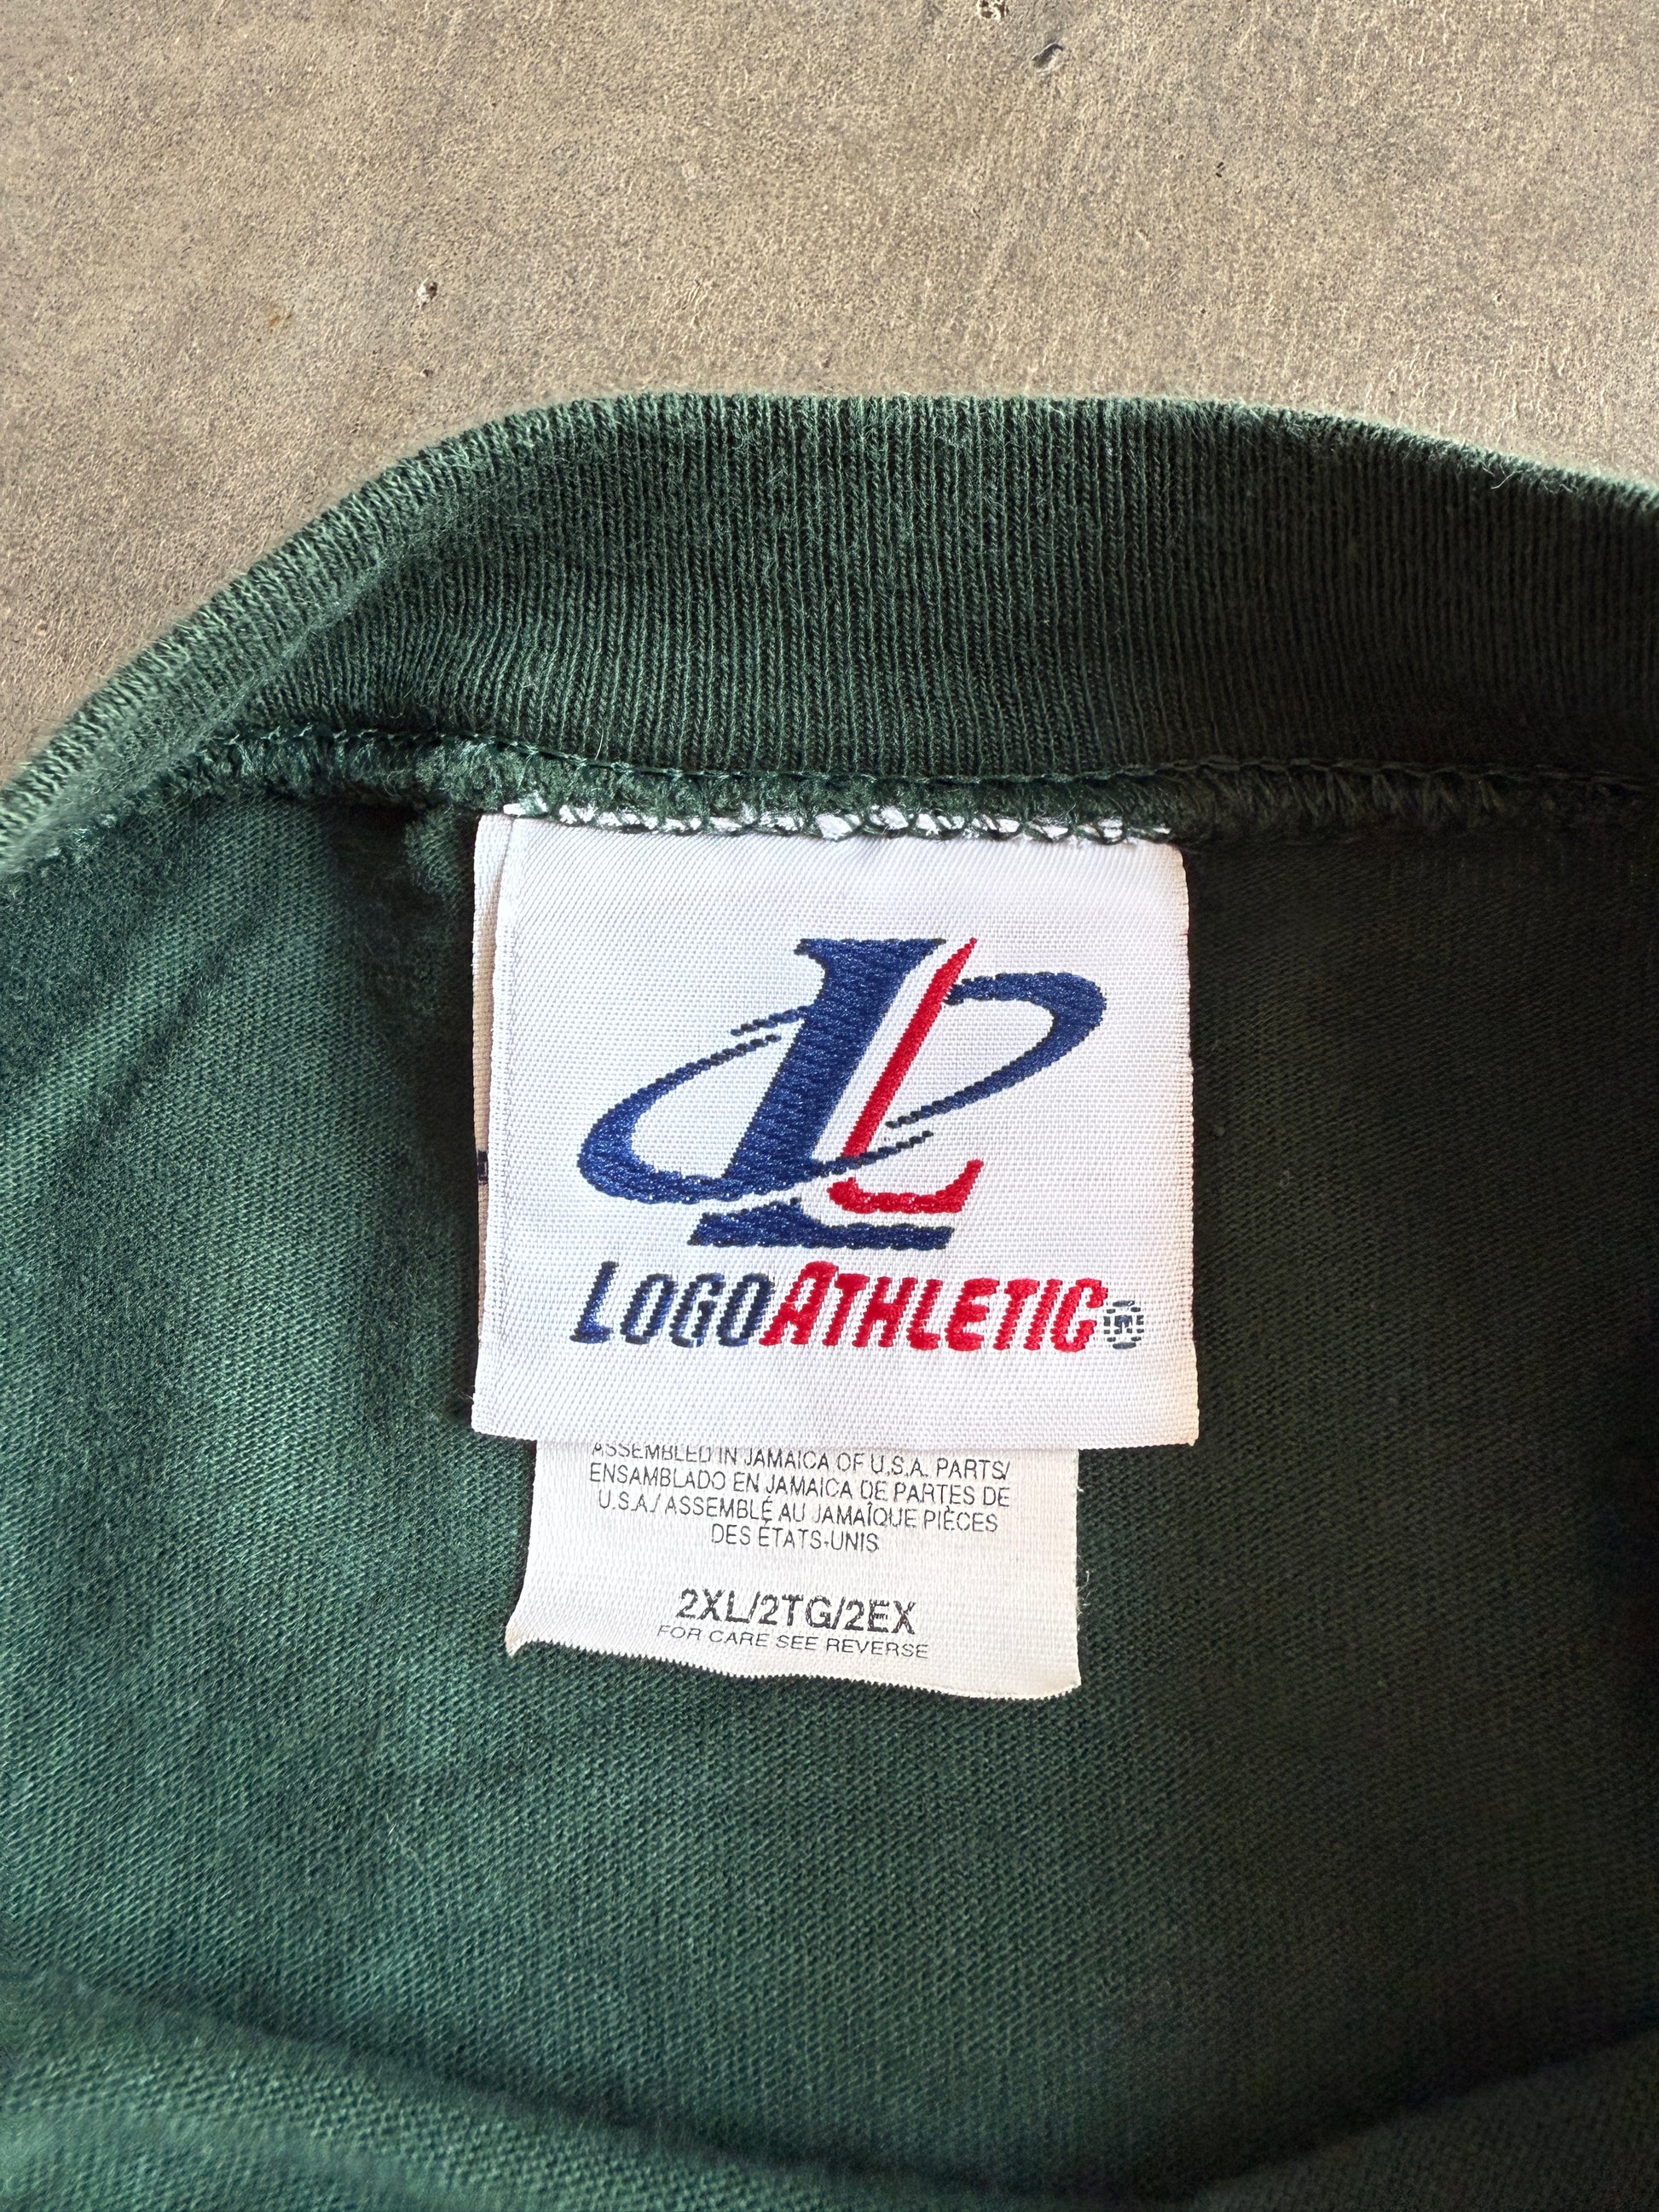 LOGOATHLETIC®
ASSEMBLED IN JAMAICA OF U.S.A. PARTS/
ENSAMBLADO EN JAMAICA DE PARTES DE
U.S.A./ ASSEMBLÉ AU JAMAÎQUE PIÈCES
DES ÉTATS-UNIS
2XL/2TG/2EX
FOR CARE SEE REVERSE